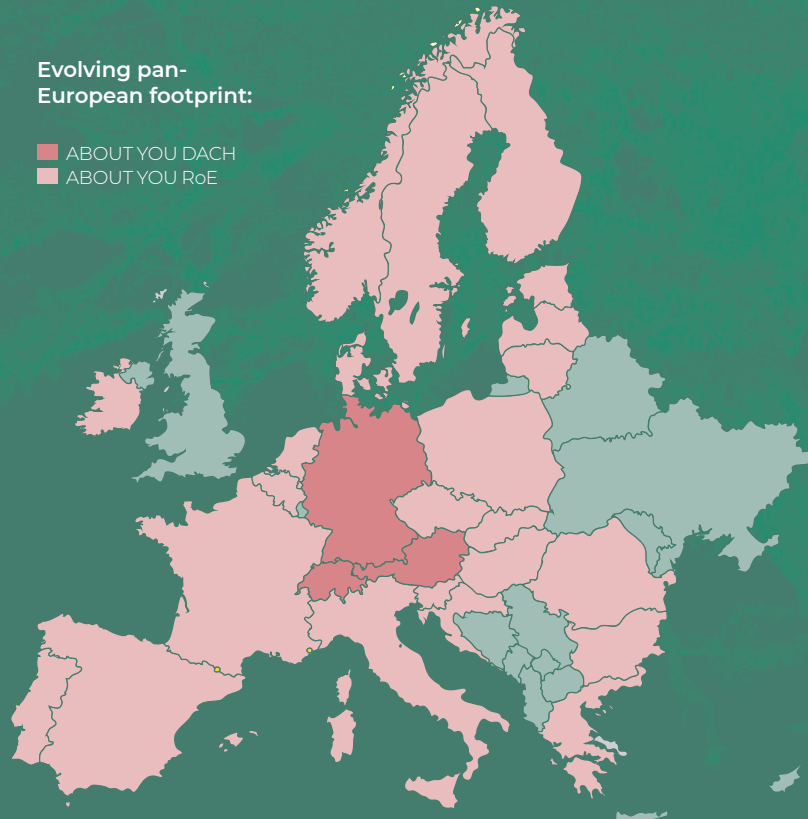 Evolving pan-
European footprint:
ABOUT YOU DACH
ABOUT YOU RoE